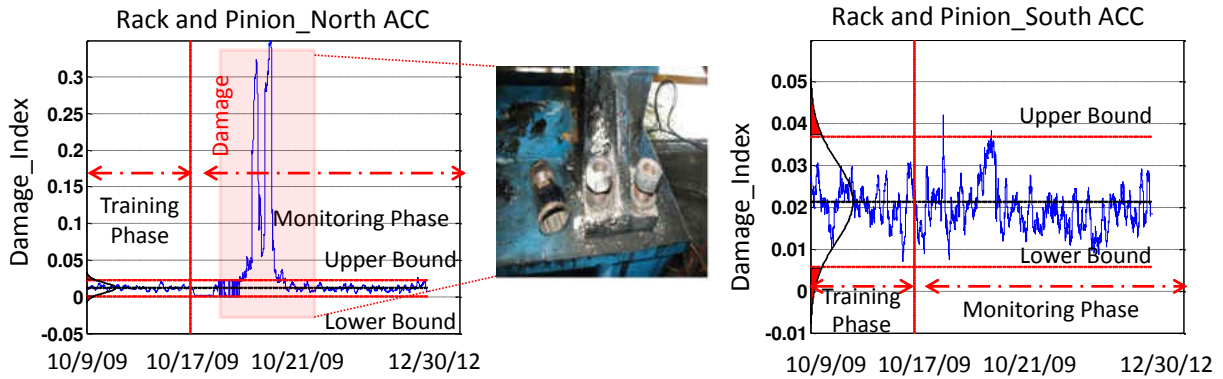 Rack and Pinion_North ACC
Damage_Index
0.3
0.25
0.2
0.15
0.1
0.05
0
-0.05
Damage
Training
Phase
Monitoring Phase
Upper Bound
Lower Bound
10/9/09 10/17/09 10/21/09 12/30/12
Rack and Pinion_South ACC
Damage_Index
0.06
0.05
0.04
0.03
0.02
0.01
0
-0.01
Upper Bound
Lower Bound
Training
Phase
Monitoring Phase
10/9/09 10/17/09 10/21/09 12/30/12